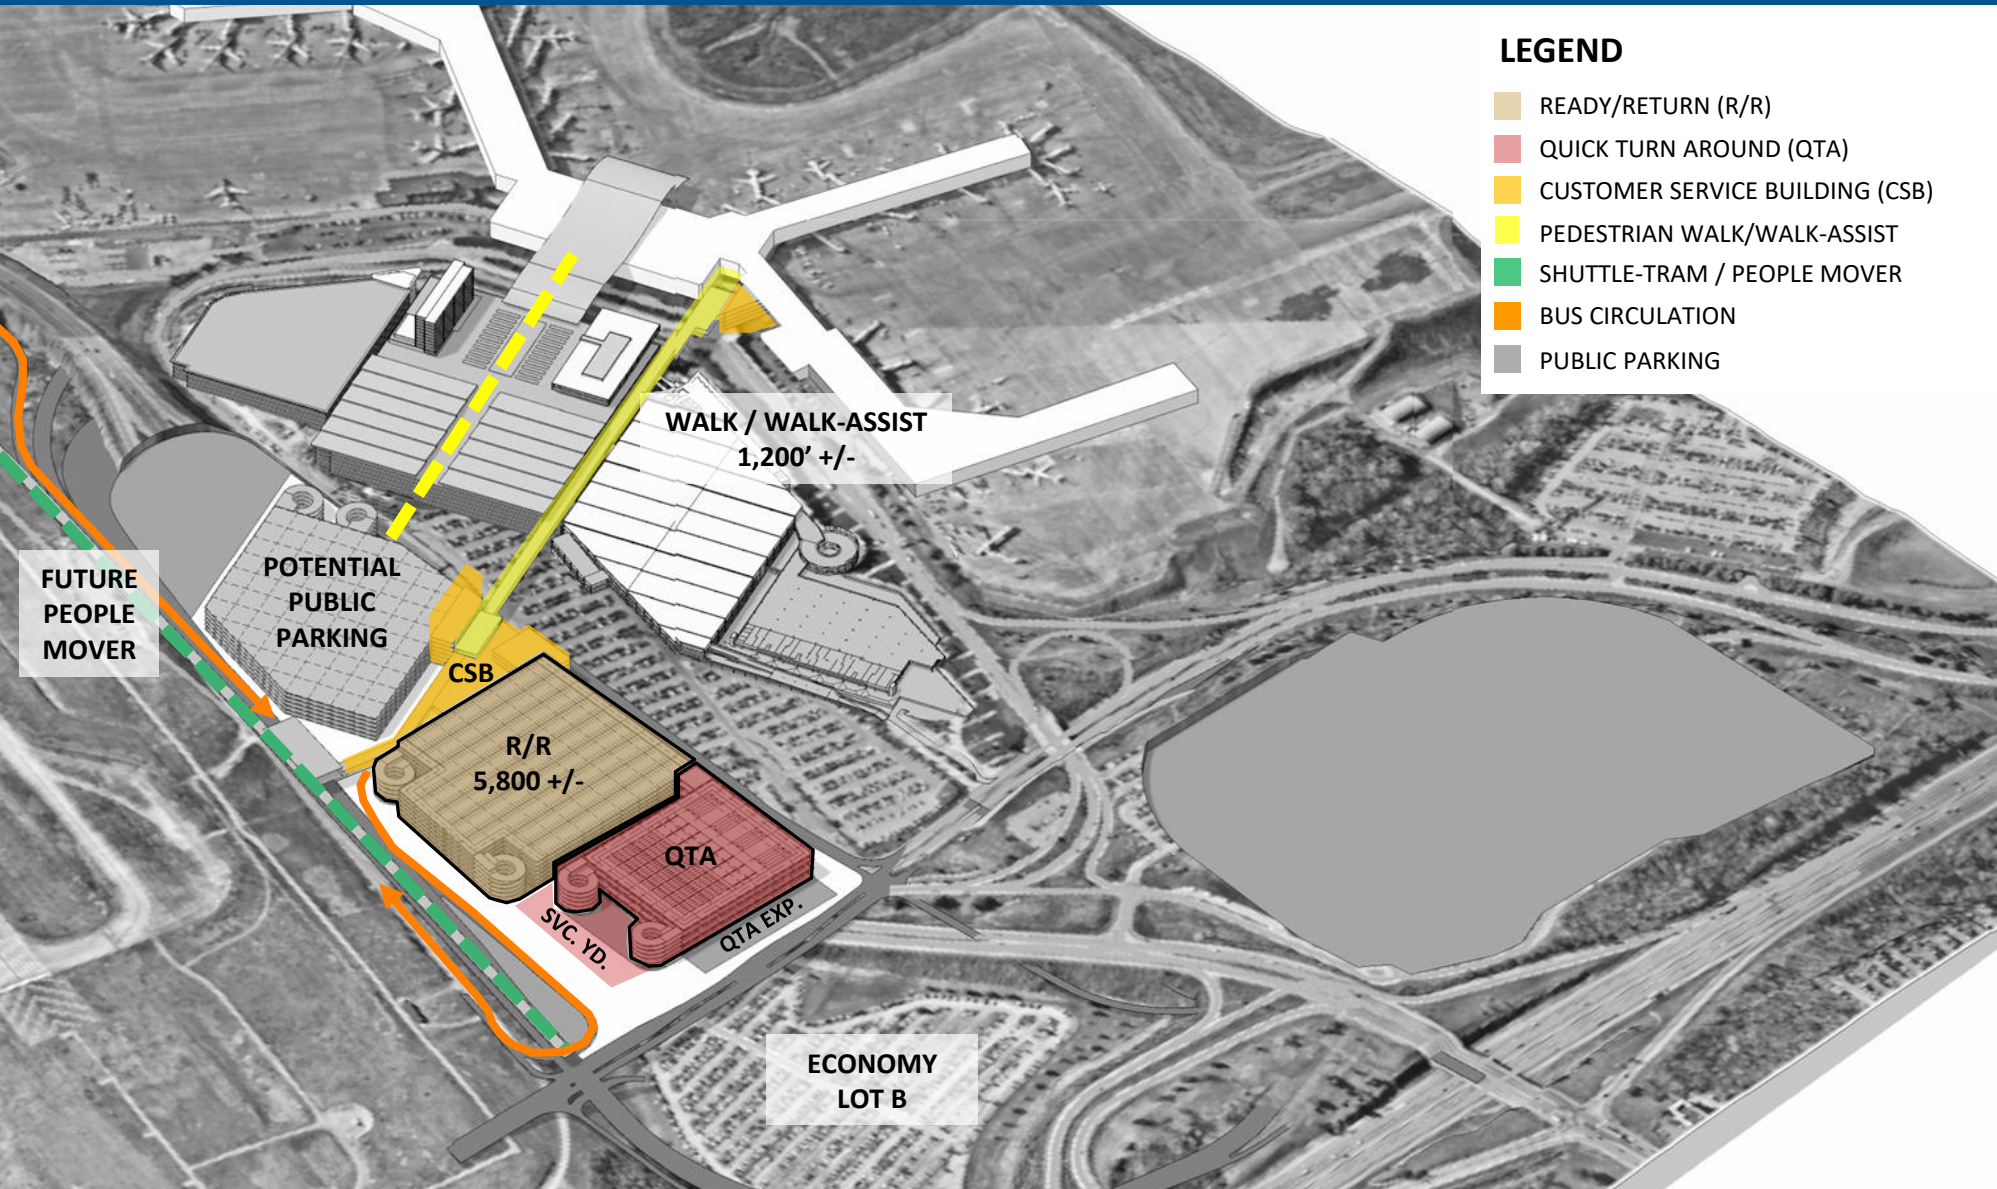 LEGEND
READY/RETURN (R/R)
QUICK TURN AROUND (QTA)
CUSTOMER SERVICE BUILDING (CSB)
PEDESTRIAN WALK/WALK-ASSIST
SHUTTLE-TRAM / PEOPLE MOVER
BUS CIRCULATION
PUBLIC PARKING
WALK / WALK-ASSIST
1,200’ +/-
FUTURE
PEOPLE
MOVER
POTENTIAL
PUBLIC
PARKING
CSB
R/R
5,800 +/-
QTA
SVC. YD.
QTA EXP.
ECONOMY
LOT B